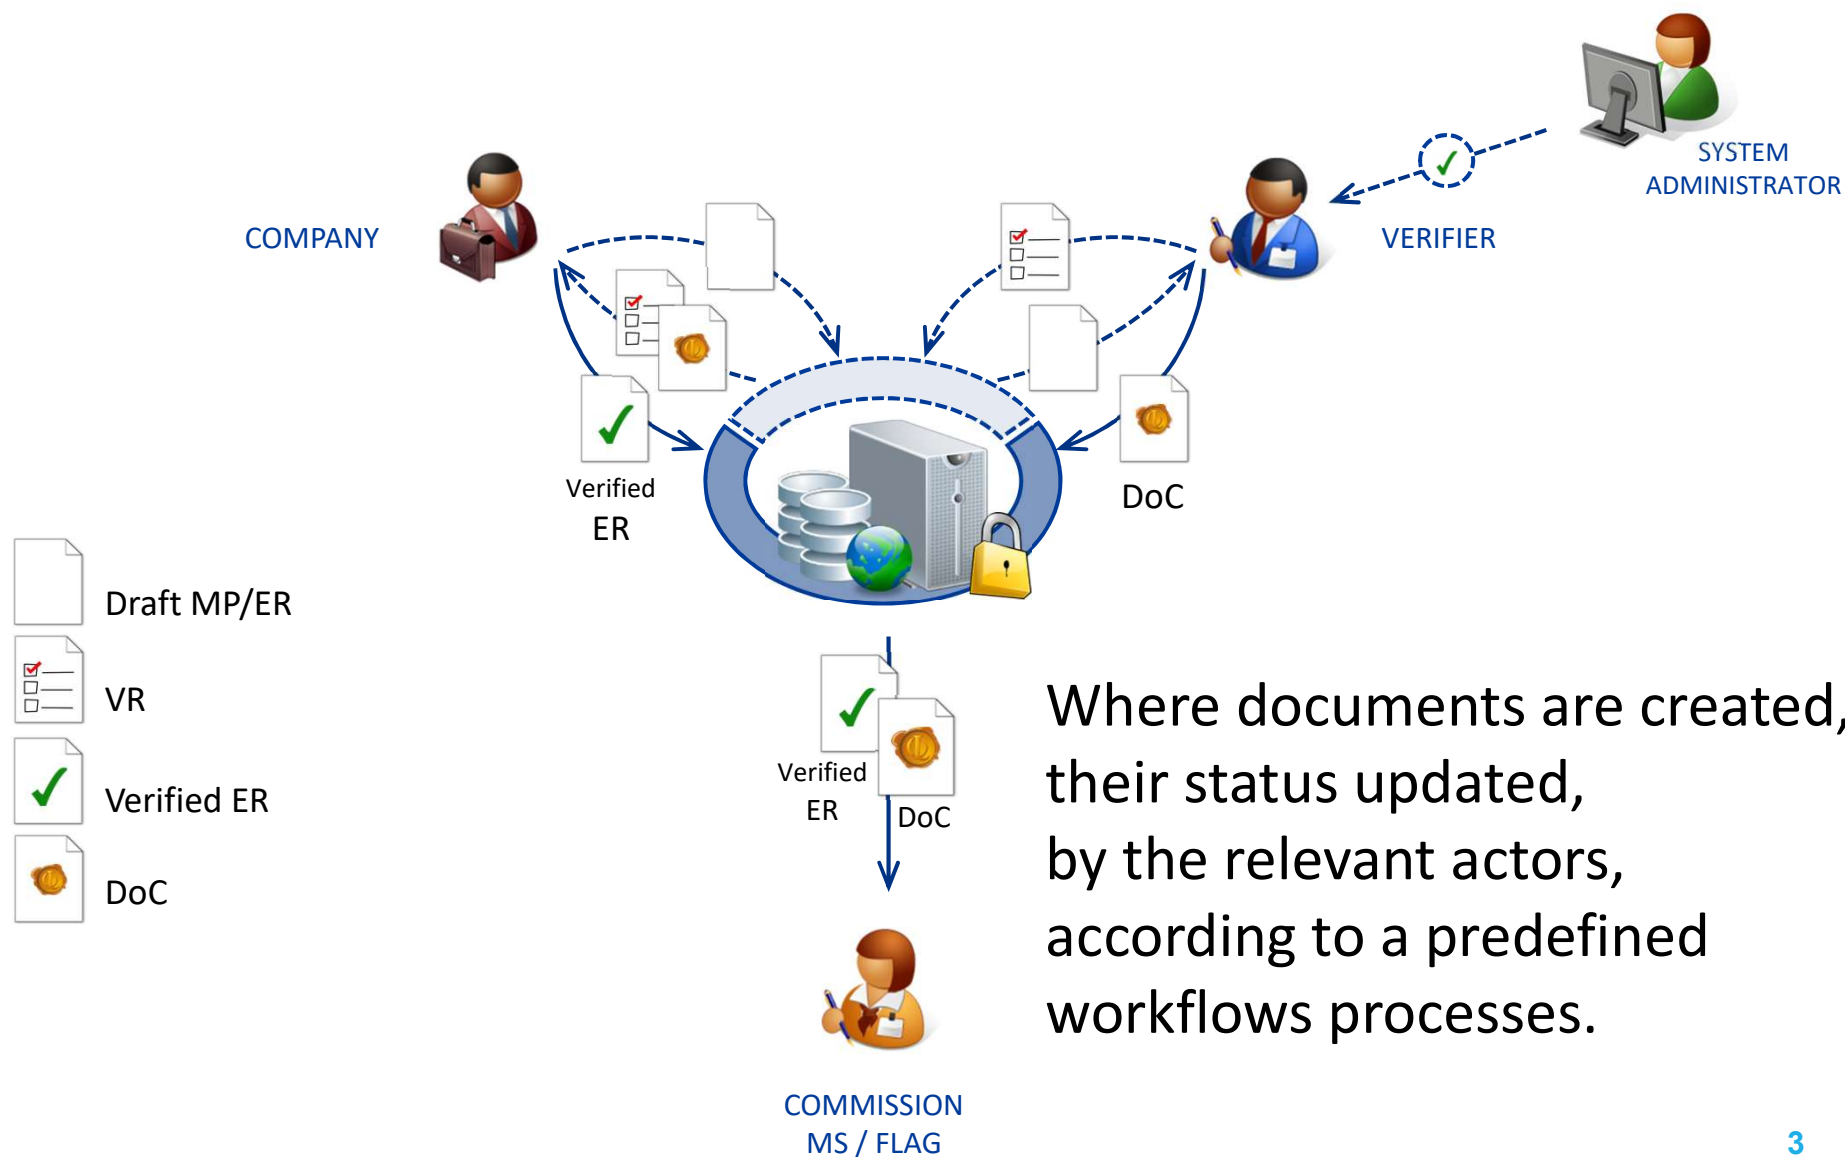 SYSTEM
ADMINISTRATOR
COMPANY
VERIFIER
Verified
ER
DoC
Draft MP/ER
VR
Verified ER
DoC
Verified
ER
DoC
Where documents are created,
their status updated,
by the relevant actors,
according to a predefined
workflows processes.
COMMISSION
MS / FLAG
3